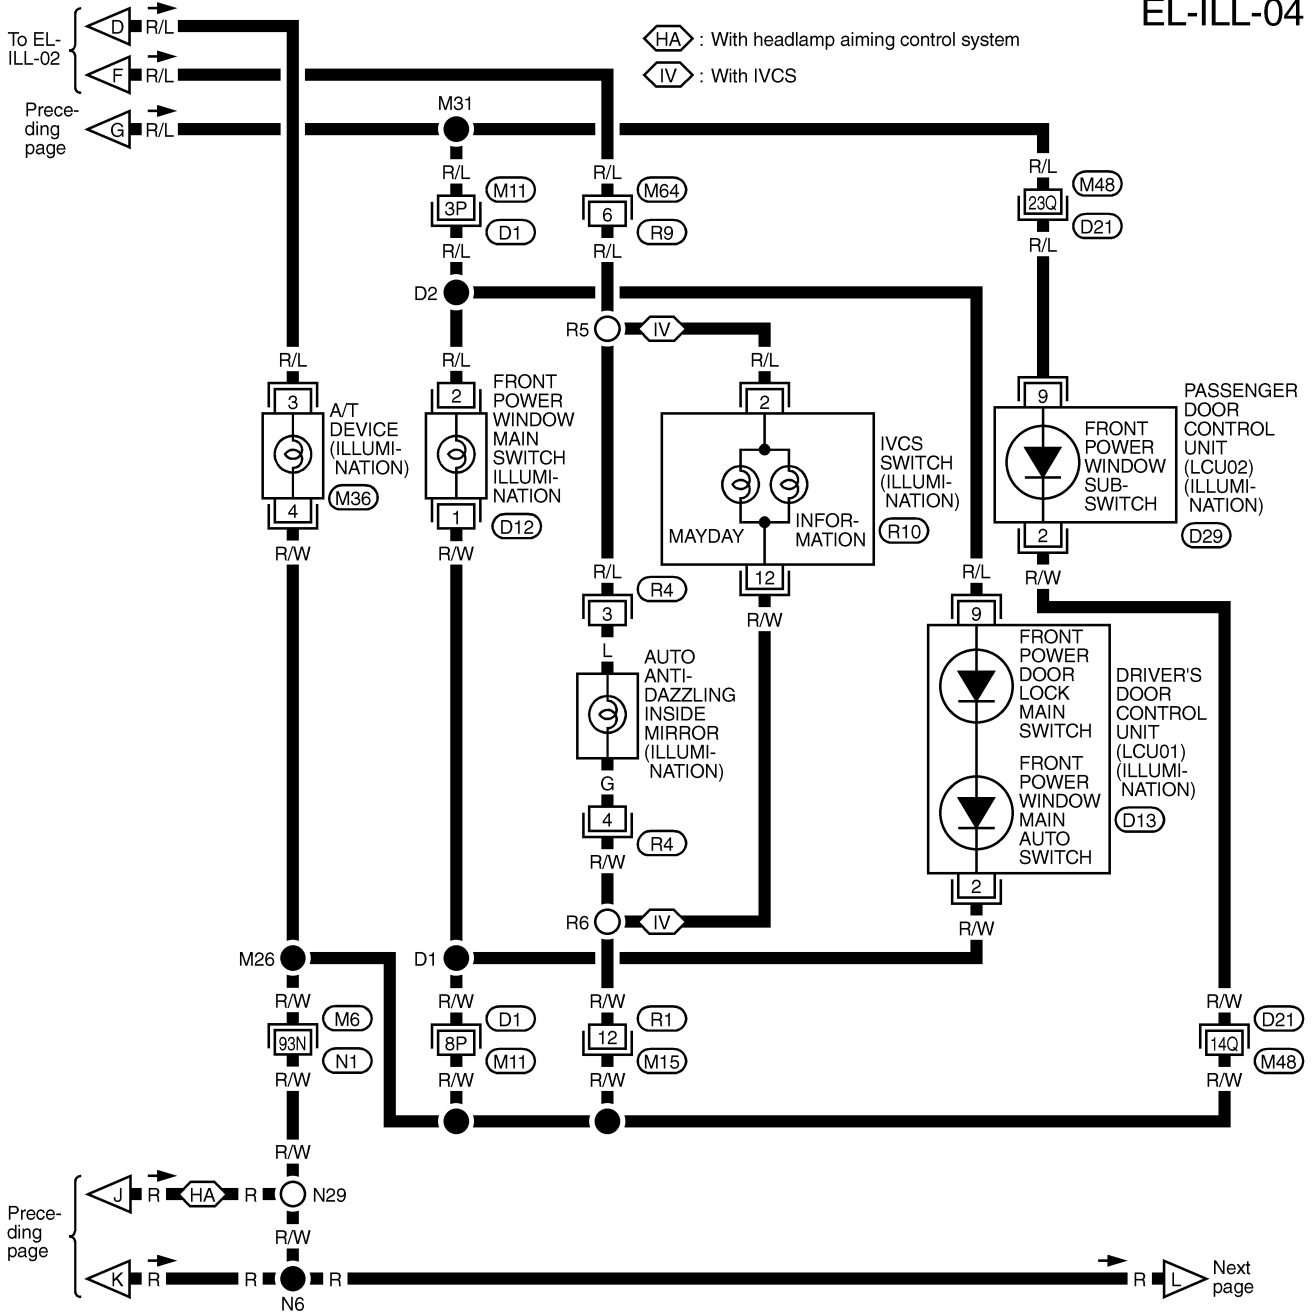 EL-ILL-04
To EL-
ILL-02
D
R/L
F
R/L
Prece-
ding
page
G
R/L
HA : With headlamp aiming control system
IV : With IVCS
M31
R/L
3P
M11
D1
R/L
R/L
6
M64
R9
R/L
R/L
23Q
M48
D21
R/L
D2
R5
IV
R/L
R/L
R/L
3
A/T
DEVICE
(ILLUMI-
NATION)
M36
4
R/W
2
FRONT
POWER
WINDOW
MAIN
SWITCH
ILLUMI-
NATION
D12
1
R/W
2
MAYDAY
INFOR-
MATION
IVCS
SWITCH
(ILLUMI-
NATION)
R10
12
R/W
9
FRONT
POWER
WINDOW
SUB-
SWITCH
PASSENGER
DOOR
CONTROL
UNIT
(LCU02)
(ILLUMI-
NATION)
D29
2
R/W
R/L
3
R4
L
AUTO
ANTI-
DAZZLING
INSIDE
MIRROR
(ILLUMI-
NATION)
G
4
R4
R/W
R/L
9
FRONT
POWER
DOOR
LOCK
MAIN
SWITCH
FRONT
POWER
WINDOW
MAIN
AUTO
SWITCH
DRIVER'S
DOOR
CONTROL
UNIT
(LCU01)
(ILLUMI-
NATION)
D13
2
R/W
R6
IV
M26
D1
R/W
93N
M6
N1
R/W
R/W
8P
D1
M11
R/W
R/W
12
R1
M15
R/W
R/W
14Q
D21
M48
R/W
R/W
Prece-
ding
page
J
R
HA
R
N29
R/W
K
R
R
R
N6
R
L
Next
page